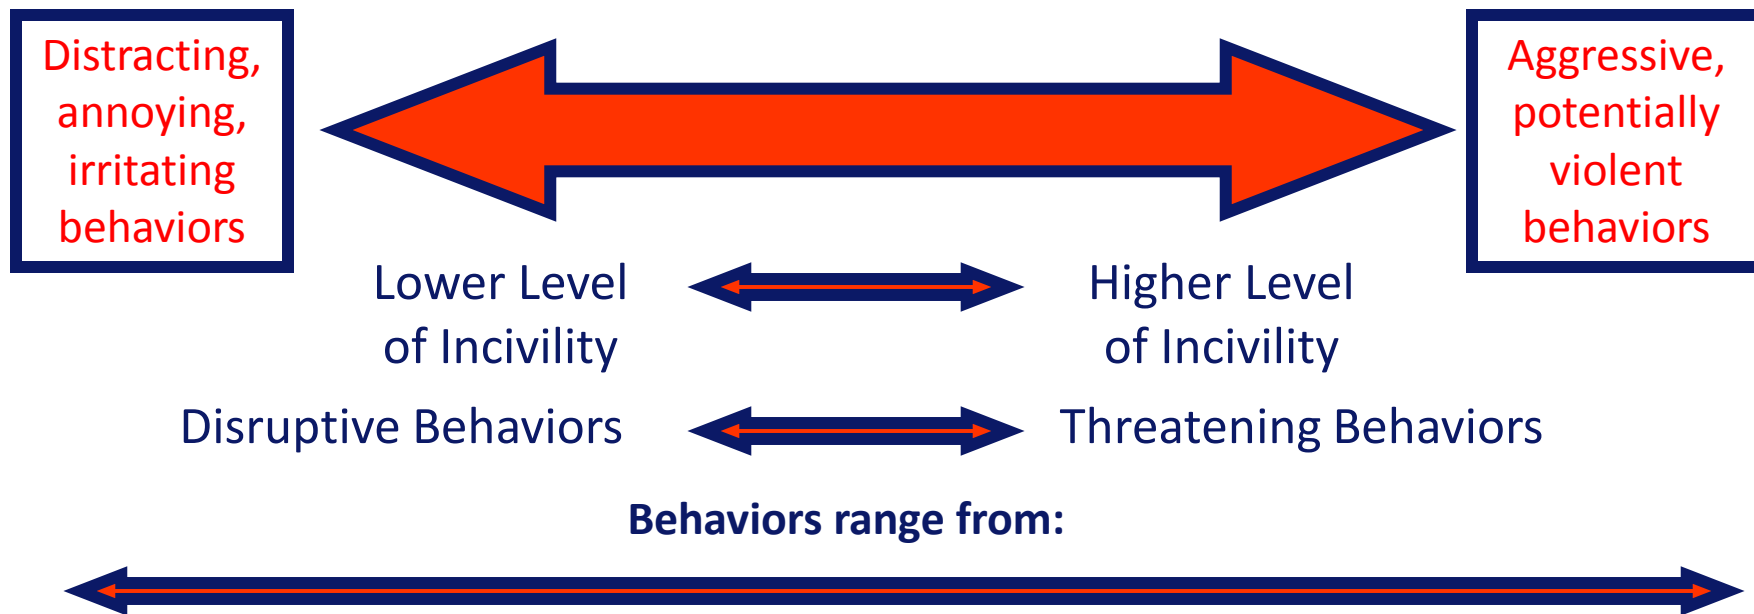 Distracting,
annoying,
irritating
behaviors
Aggressive,
potentially
violent
behaviors
Lower Level
of Incivility
Higher Level
of Incivility
Disruptive Behaviors
Threatening Behaviors
Behaviors range from: